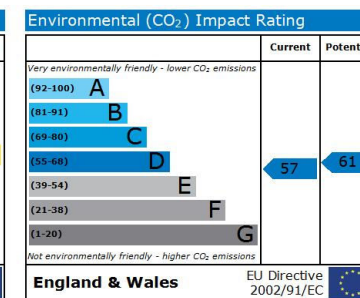 Environmental (CO₂) Impact Rating
Current Potent
Very environmentally friendly - lower CO₂ emissions
(92-100) A
(81-91) B
(69-80) C
(55-68) D
57 61
(39-54) E
(21-38) F
(1-20) G
Not environmentally friendly - higher CO₂ emissions
England & Wales
EU Directive
2002/91/EC